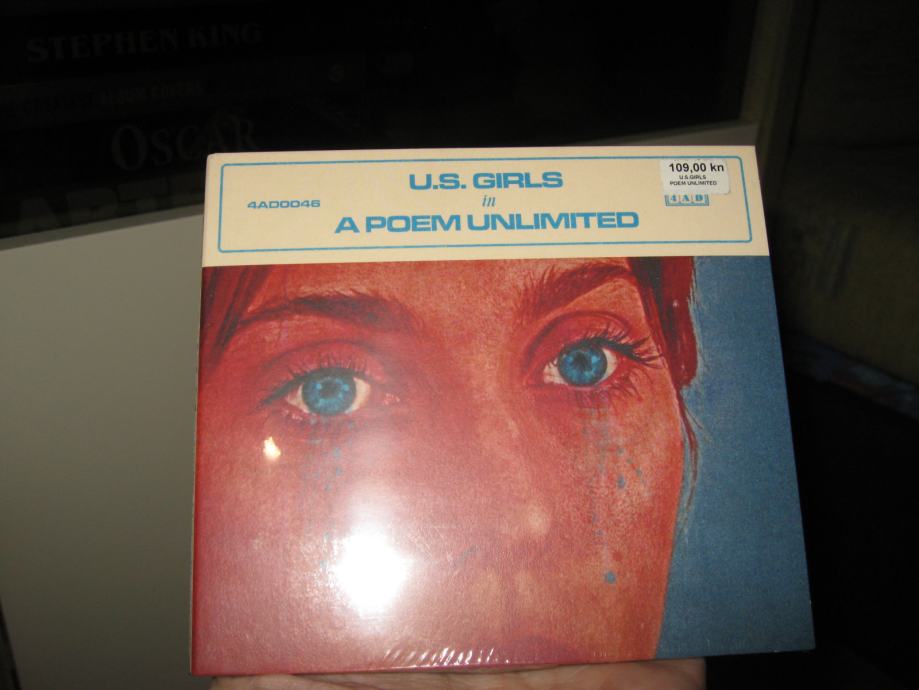 STEPHEN KING
OSCAR
U.S. GIRLS
in
A POEM UNLIMITED
4AD0046
109,00 kn
U.S.GIRLS
POEM UNLIMITED
4AD